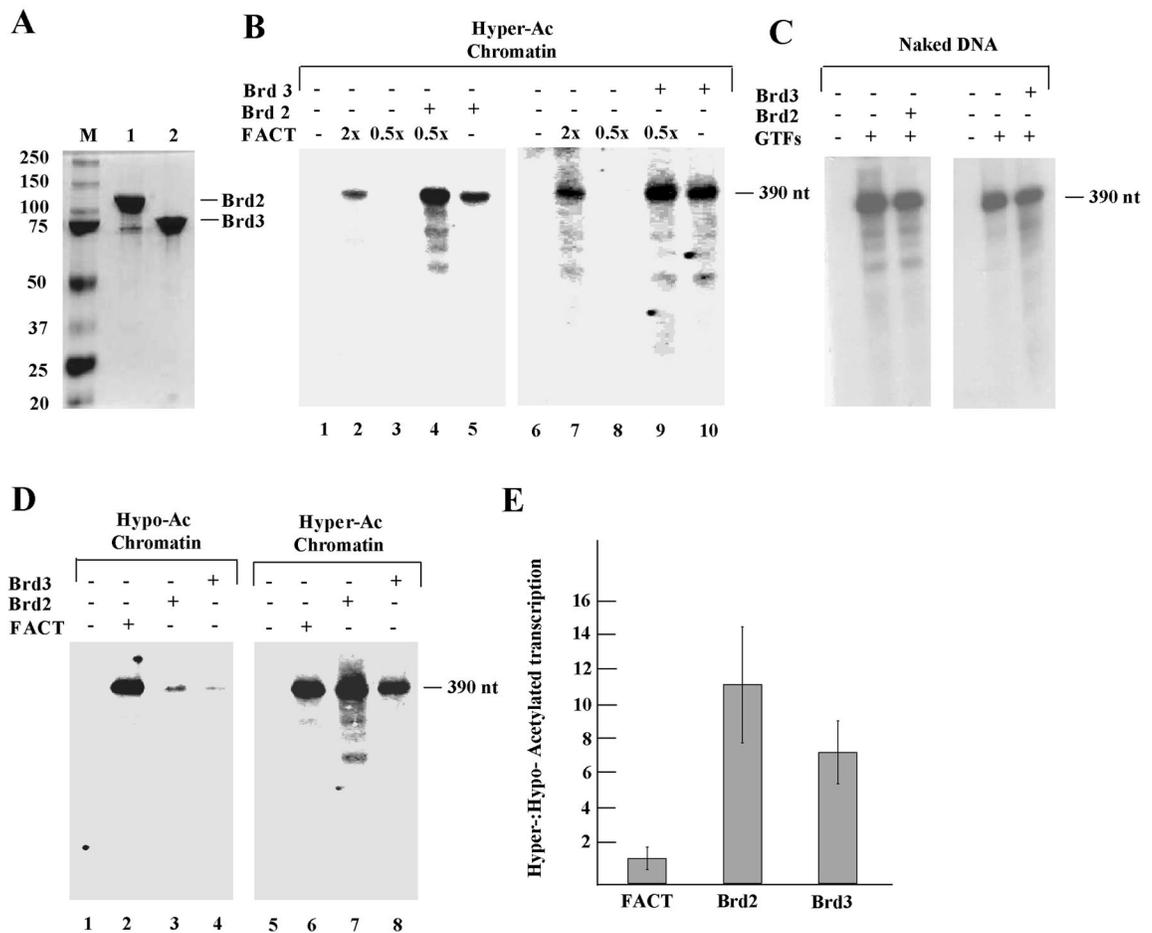 A
M 1 2
250
150
100
75
50
37
25
20
Brd2
Brd3
B
Hyper-Ac
Chromatin
Brd 3 - - - - - - - - + +
Brd 2 - - - + + - - - - -
FACT - 2x 0.5x 0.5x - - 2x 0.5x 0.5x -
390 nt
1 2 3 4 5 6 7 8 9 10
C
Naked DNA
Brd3 - - - - - +
Brd2 - - + - - -
GTFs - + + - + +
390 nt
D
Hypo-Ac
Chromatin
Hyper-Ac
Chromatin
Brd3 - - - + - - - +
Brd2 - - + - - - + -
FACT - + - - - + - -
390 nt
1 2 3 4 5 6 7 8
E
Hyper-:Hypo- Acetylated transcription
16
14
12
10
8
6
4
2
FACT Brd2 Brd3